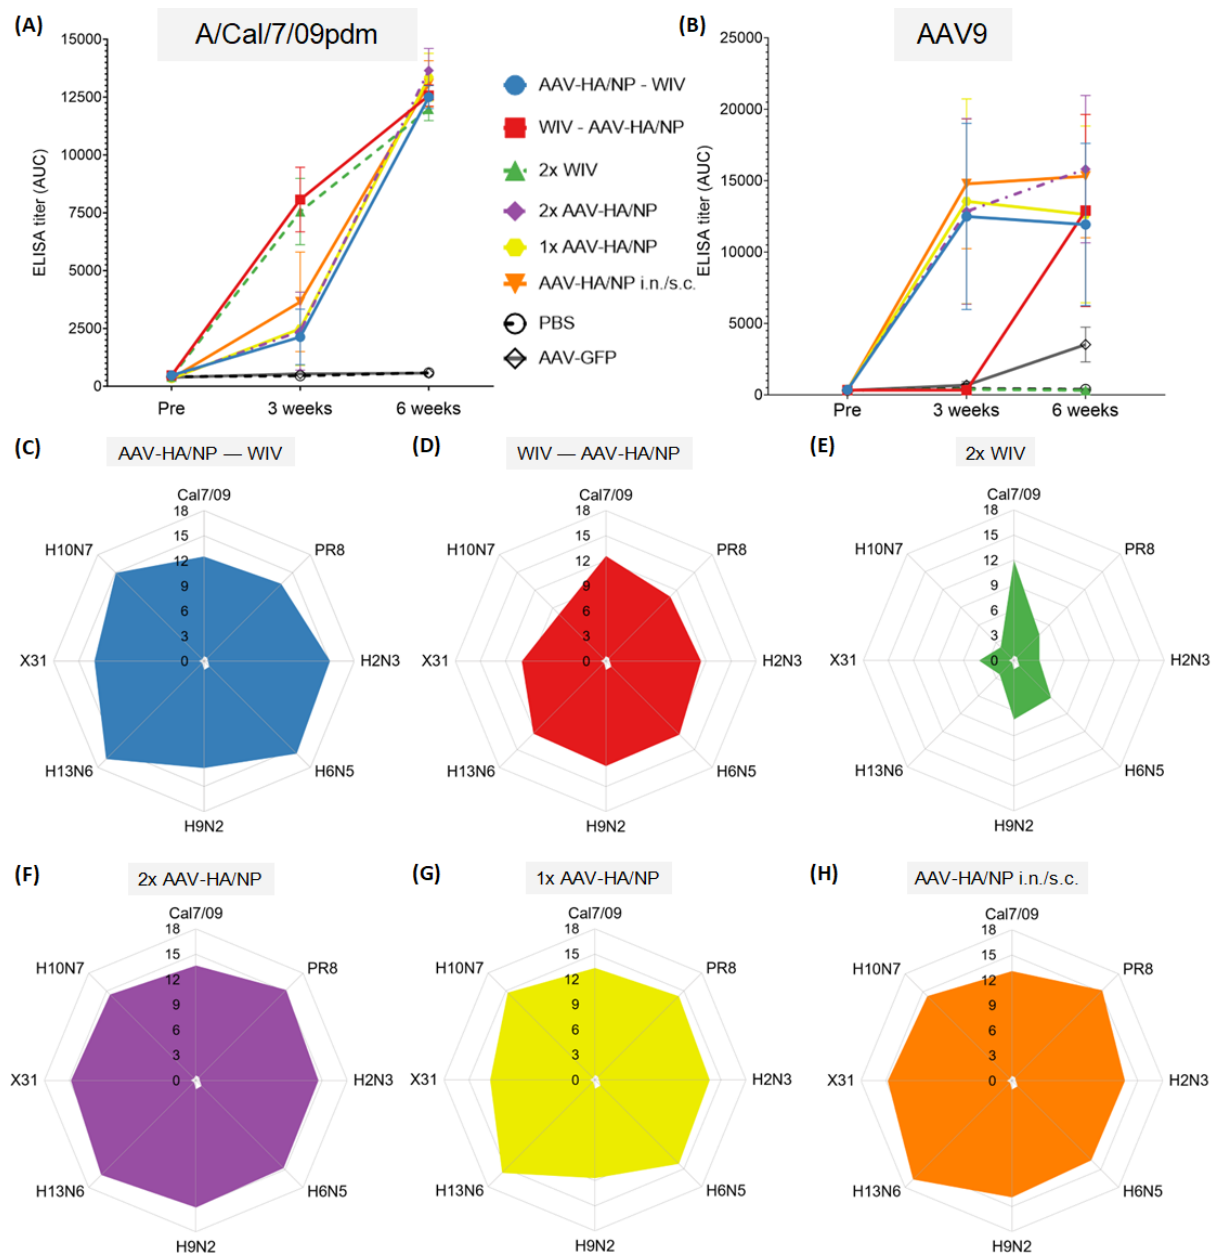 (A)
A/Cal/7/09pdm
ELISA titer (AUC)
15000
12500
10000
7500
5000
2500
0
Pre
3 weeks
6 weeks
AAV-HA/NP - WIV
WIV - AAV-HA/NP
2x WIV
2x AAV-HA/NP
1x AAV-HA/NP
AAV-HA/NP i.n./s.c.
PBS
AAV-GFP
(B)
AAV9
ELISA titer (AUC)
25000
20000
15000
10000
5000
0
Pre
3 weeks
6 weeks
(C)
AAV-HA/NP — WIV
Cal7/09
18
15
12
9
6
3
0
PR8
H2N3
H6N5
H9N2
H13N6
X31
H10N7
(D)
WIV — AAV-HA/NP
Cal7/09
18
15
12
9
6
3
0
PR8
H2N3
H6N5
H9N2
H13N6
X31
H10N7
(E)
2x WIV
Cal7/09
18
15
12
9
6
3
0
PR8
H2N3
H6N5
H9N2
H13N6
X31
H10N7
(F)
2x AAV-HA/NP
Cal7/09
18
15
12
9
6
3
0
PR8
H2N3
H6N5
H9N2
H13N6
X31
H10N7
(G)
1x AAV-HA/NP
Cal7/09
18
15
12
9
6
3
0
PR8
H2N3
H6N5
H9N2
H13N6
X31
H10N7
(H)
AAV-HA/NP i.n./s.c.
Cal7/09
18
15
12
9
6
3
0
PR8
H2N3
H6N5
H9N2
H13N6
X31
H10N7